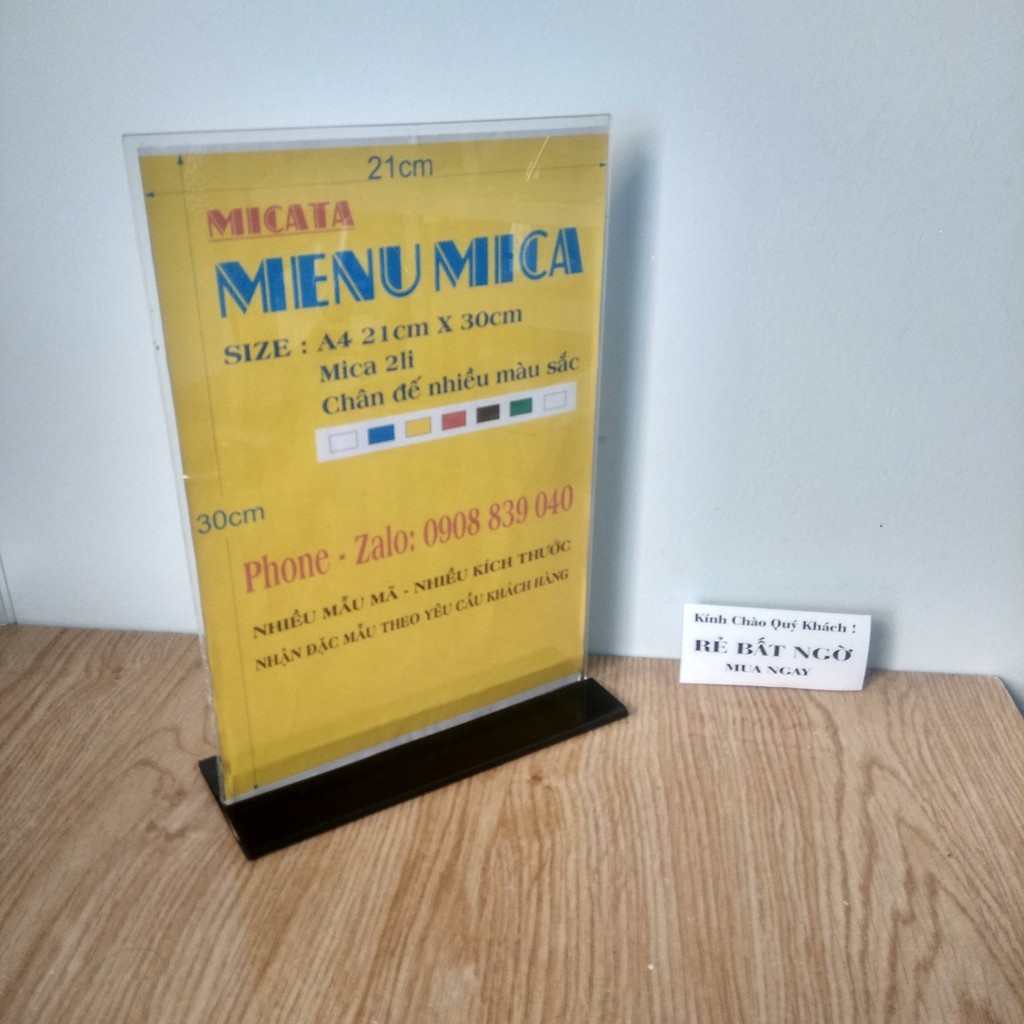 21cm
MICATA
MENU MICA
SIZE : A4 21cm X 30cm
Mica 2li
Chân đế nhiều màu sắc
30cm
Phone - Zalo: 0908 839 040
NHIỀU MẪU MÃ - NHIỀU KÍCH THƯỚC
NHẬN ĐẶC MẪU THEO YÊU CẦU KHÁCH HÀNG
Kính Chào Quý Khách !
RẺ BẤT NGỜ
MUA NGAY